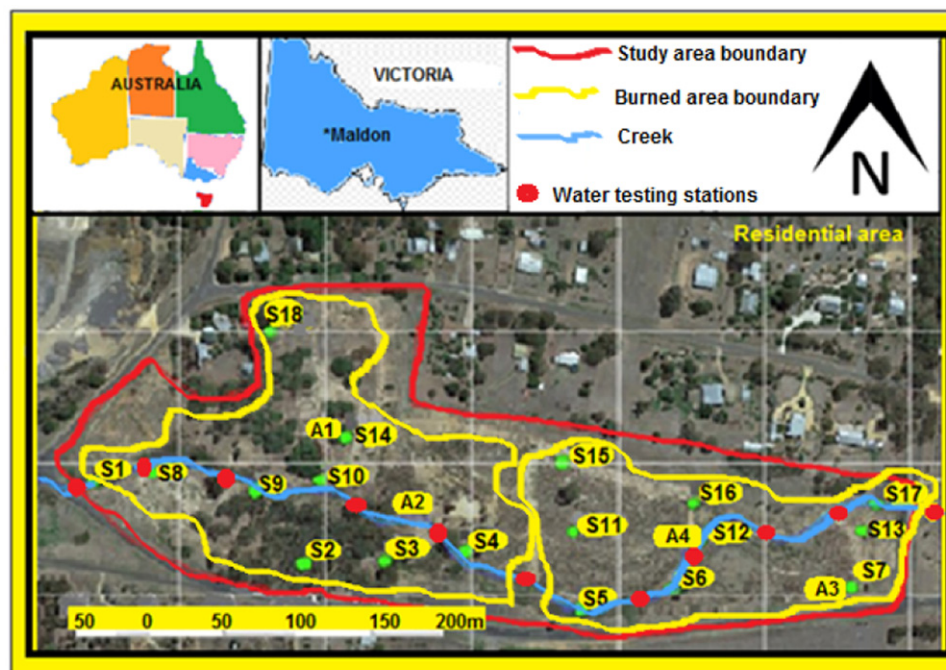 AUSTRALIA
VICTORIA
*Maldon
Study area boundary
Burned area boundary
Creek
Water testing stations
N
Residential area
S18
A1
S14
S15
S1
S8
S9
S10
S16
S17
A2
S11
A4
S12
S13
S2
S3
S4
S5
S6
A3
S7
50 0 50 100 200m